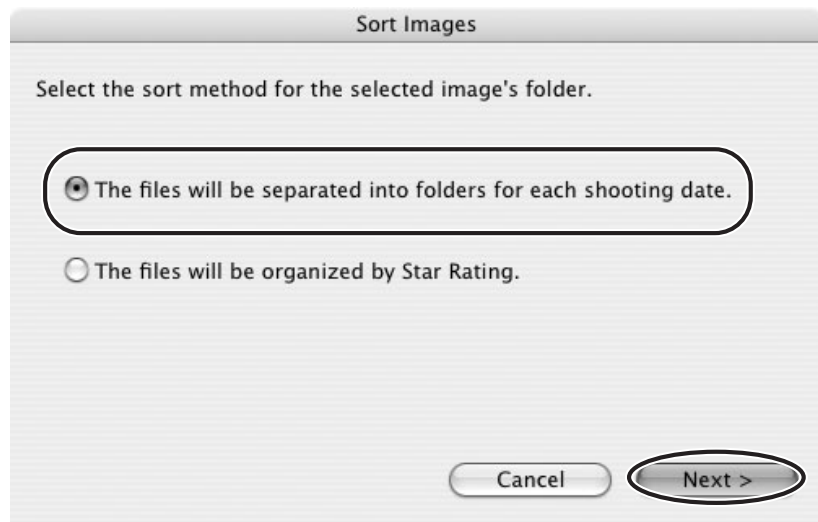 Sort Images
Select the sort method for the selected image's folder.
The files will be separated into folders for each shooting date.
The files will be organized by Star Rating.
Cancel
Next >